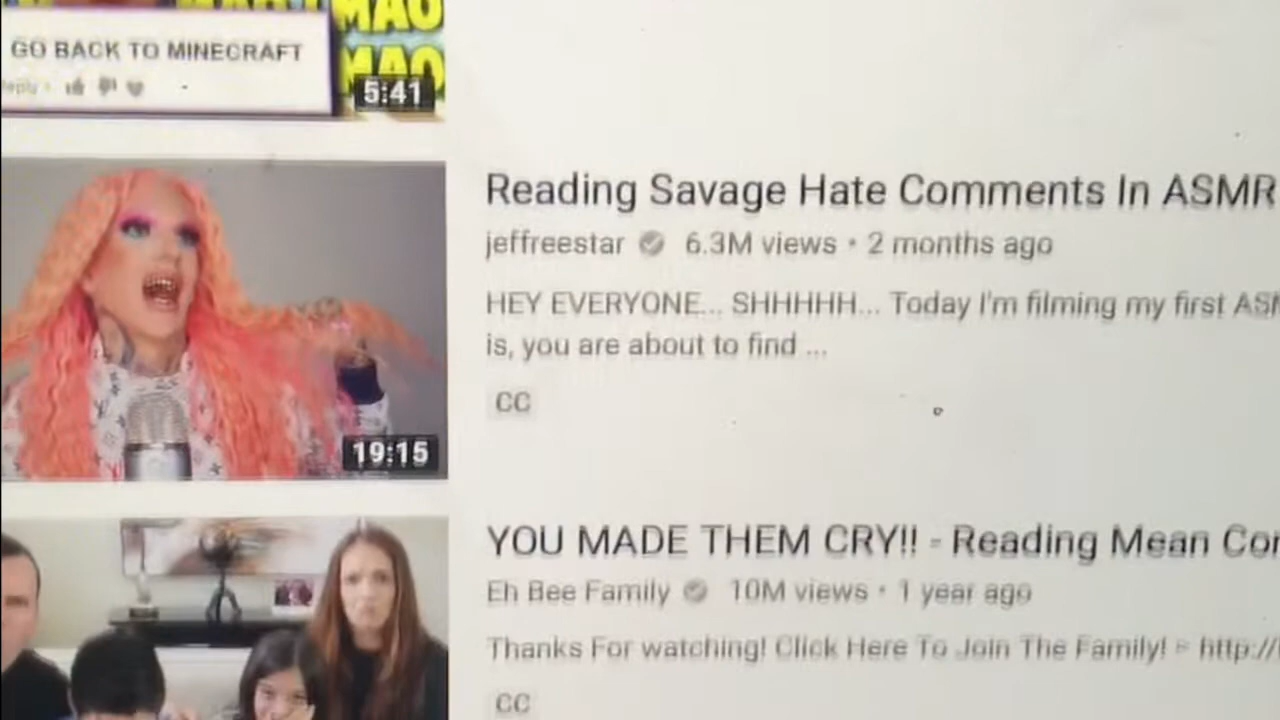 MAO
GO BACK TO MINECRAFT
MAO
5:41
Reading Savage Hate Comments In ASMR
jeffreestar 6.3M views • 2 months ago
HEY EVERYONE... SHHHHH... Today I'm filming my first
is, you are about to find ...
CC
19:15
YOU MADE THEM CRY!! - Reading Mean
Eh Bee Family 10M views • 1 year ago
Thanks For watching! Click Here To Join The Family! - http://
CC